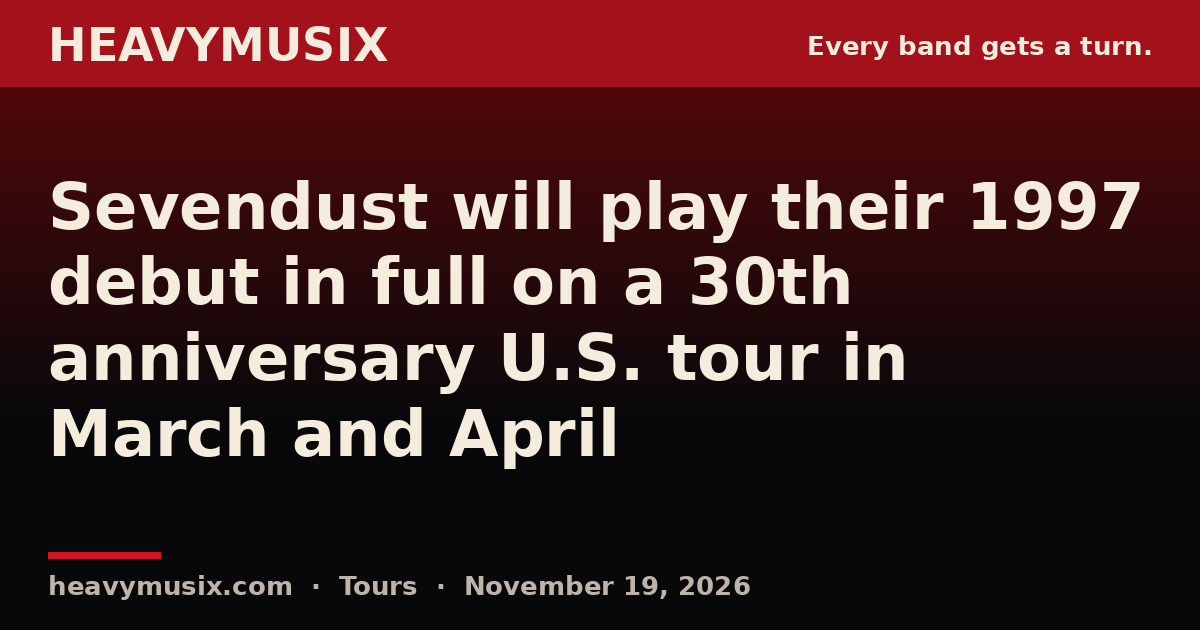 HEAVYMUSIX
Every band gets a turn.
Sevendust will play their 1997
debut in full on a 30th
anniversary U.S. tour in
March and April
heavymusix.com · Tours · November 19, 2026